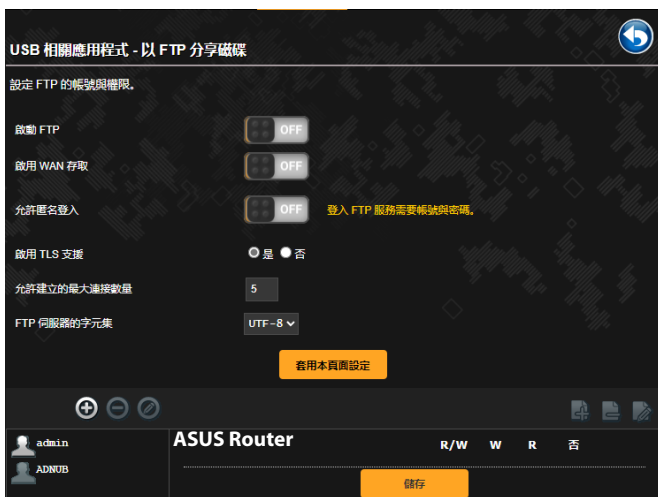 USB 相關應用程式 - 以 FTP 分享磁碟
設定 FTP 的帳號與權限。
啟動 FTP
OFF
啟用 WAN 存取
OFF
允許匿名登入
OFF
登入 FTP 服務需要帳號與密碼。
啟用 TLS 支援
是 否
允許建立的最大連接數量
5
FTP 伺服器的字元集
UTF-8
套用本頁面設定
admin
ADNUB
ASUS Router
R/W W R 否
儲存